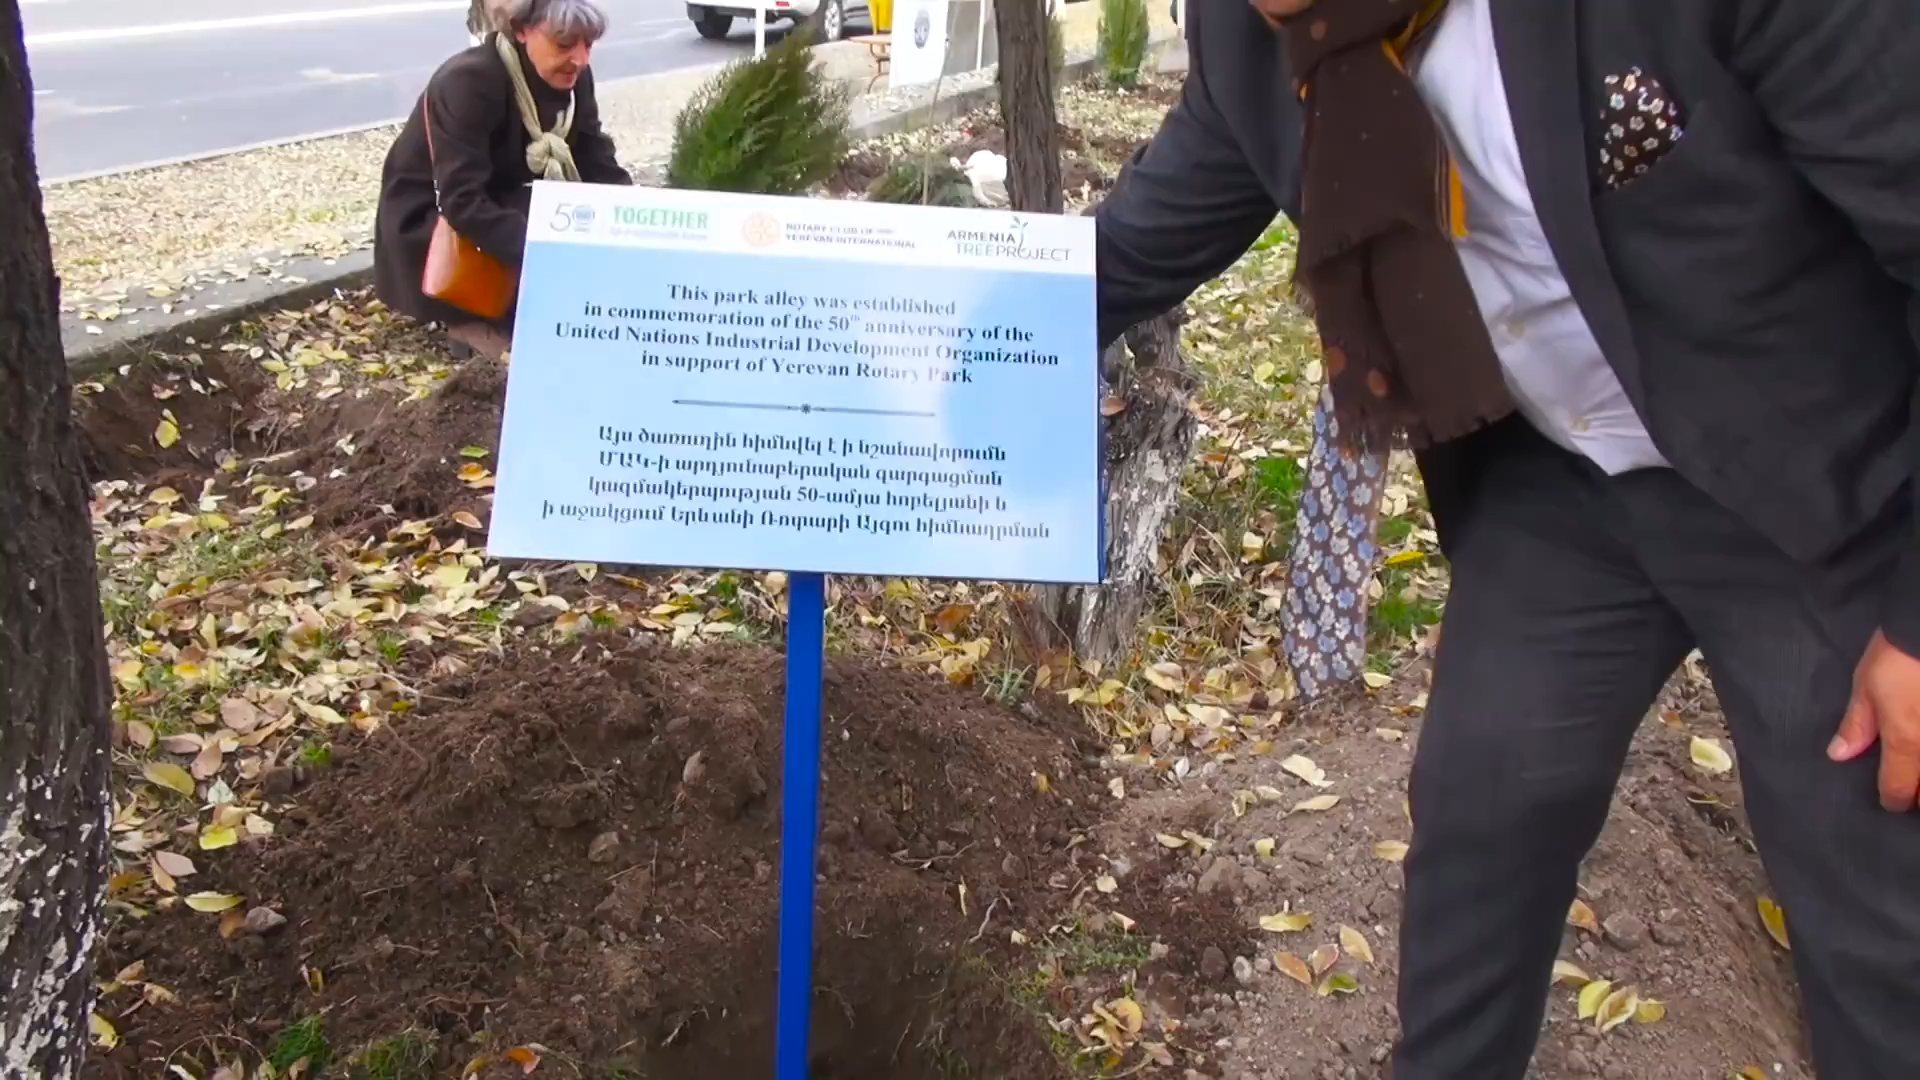 50
TOGETHER
ROTARY CLUB OF
YEREVAN INTERNATIONAL
ARMENIA
TREEPROJECT
This park alley was established
in commemoration of the 50th anniversary of the
United Nations Industrial Development Organization
in support of Yerevan Rotary Park
Այս ծառուղին հիմնվել է ի նշանավորումն
ՄԱԿ-ի արդյունաբերական զարգացման
կազմակերպության 50-ամյա հոբելյանի և
ի աջակցում Երևանի Ռոտարի Այգու հիմնադրման